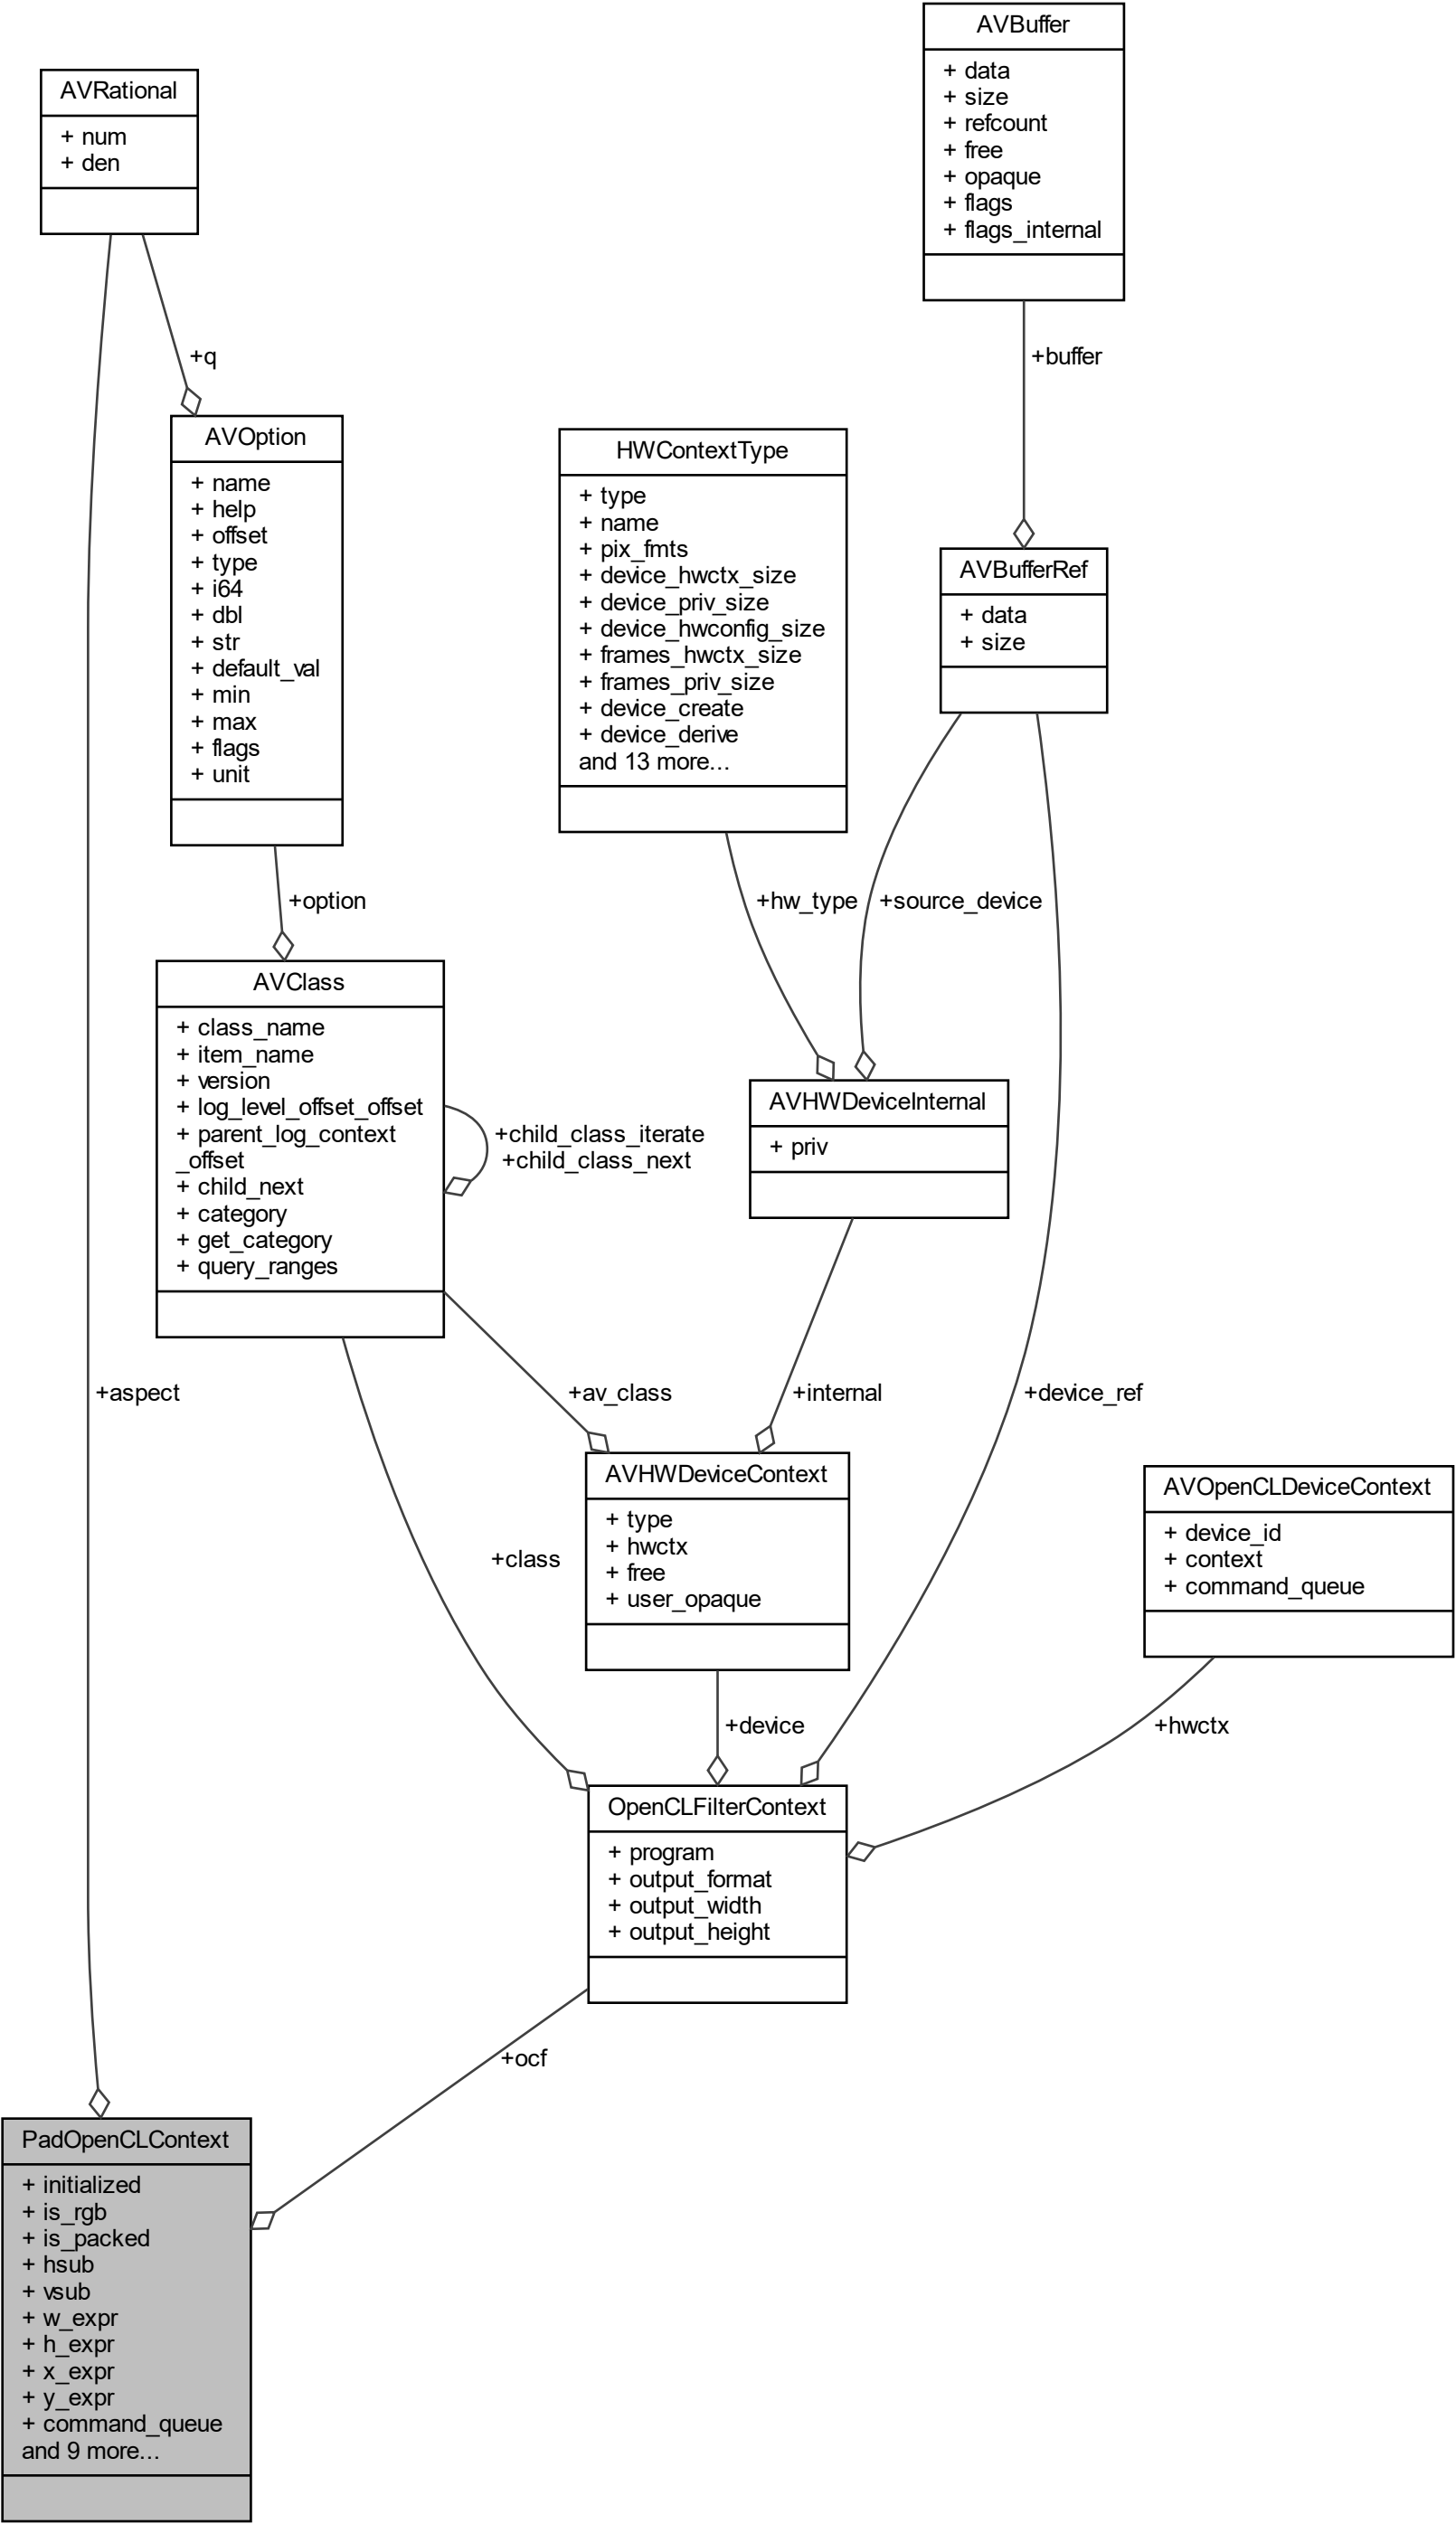 AVBuffer
+ data
+ size
+ refcount
+ free
+ opaque
+ flags
+ flags_internal
AVRational
+ num
+ den
+q
+buffer
AVOption
+ name
+ help
+ offset
+ type
+ i64
+ dbl
+ str
+ default_val
+ min
+ max
+ flags
+ unit
HWContextType
+ type
+ name
+ pix_fmts
+ device_hwctx_size
+ device_priv_size
+ device_hwconfig_size
+ frames_hwctx_size
+ frames_priv_size
+ device_create
+ device_derive
and 13 more...
AVBufferRef
+ data
+ size
+option
+hw_type
+source_device
AVClass
+ class_name
+ item_name
+ version
+ log_level_offset_offset
+ parent_log_context
_offset
+ child_next
+ category
+ get_category
+ query_ranges
+child_class_iterate
+child_class_next
AVHWDeviceInternal
+ priv
+aspect
+av_class
+internal
+device_ref
AVHWDeviceContext
+ type
+ hwctx
+ free
+ user_opaque
AVOpenCLDeviceContext
+ device_id
+ context
+ command_queue
+class
+device
+hwctx
OpenCLFilterContext
+ program
+ output_format
+ output_width
+ output_height
+ocf
PadOpenCLContext
+ initialized
+ is_rgb
+ is_packed
+ hsub
+ vsub
+ w_expr
+ h_expr
+ x_expr
+ y_expr
+ command_queue
and 9 more...